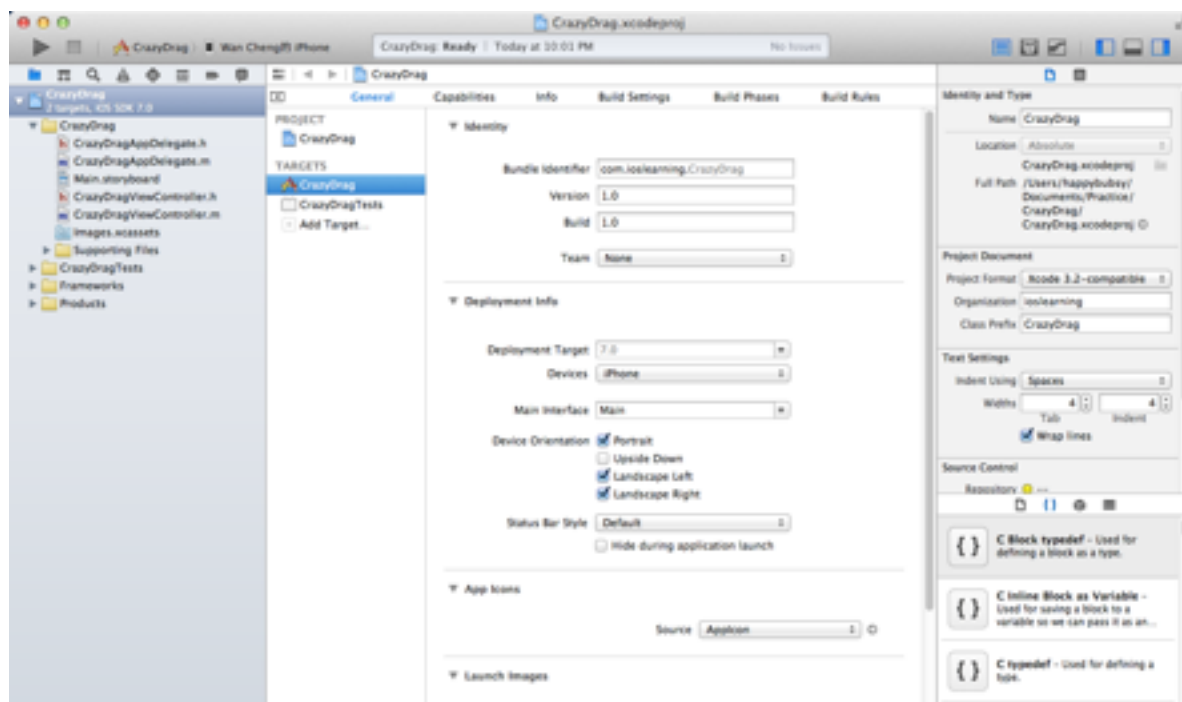 CrazyDrag.xcodeproj
CrazyDrag
iPhone
CrazyDrag: Ready | Today at 10:01 PM
No Issues
CrazyDrag
CrazyDrag
2 targets, iOS SDK 7.0
CrazyDrag
CrazyDragAppDelegate.h
CrazyDragAppDelegate.m
Main.storyboard
CrazyDragViewController.h
CrazyDragViewController.m
Images.xcassets
Supporting Files
CrazyDragTests
Frameworks
Products
General Capabilities Info Build Settings Build Phases Build Rules
PROJECT
CrazyDrag
TARGETS
CrazyDrag
CrazyDragTests
Add Target...
Identity
Bundle Identifier com.ioslearning.CrazyDrag
Version 1.0
Build 1.0
Team None
Deployment Info
Deployment Target 7.0
Devices iPhone
Main Interface Main
Device Orientation Portrait
Upside Down
Landscape Left
Landscape Right
Status Bar Style Default
Hide during application launch
App Icons
Source AppIcon
Launch Images
Identity and Type
Name CrazyDrag
Location Absolute
CrazyDrag.xcodeproj
Full Path /Users/happybubsy/
Documents/Practice/
CrazyDrag/
CrazyDrag.xcodeproj
Project Document
Project Format Xcode 3.2-compatible
Organization ioslearning
Class Prefix CrazyDrag
Text Settings
Indent Using Spaces
Widths 4 4
Tab Indent
Wrap lines
Source Control
Repository --
{ } C Block typedef - Used for
defining a block as a type.
{ } C Inline Block as Variable -
Used for saving a block to a
variable so we can pass it as an...
{ } C typedef - Used for defining a
type.